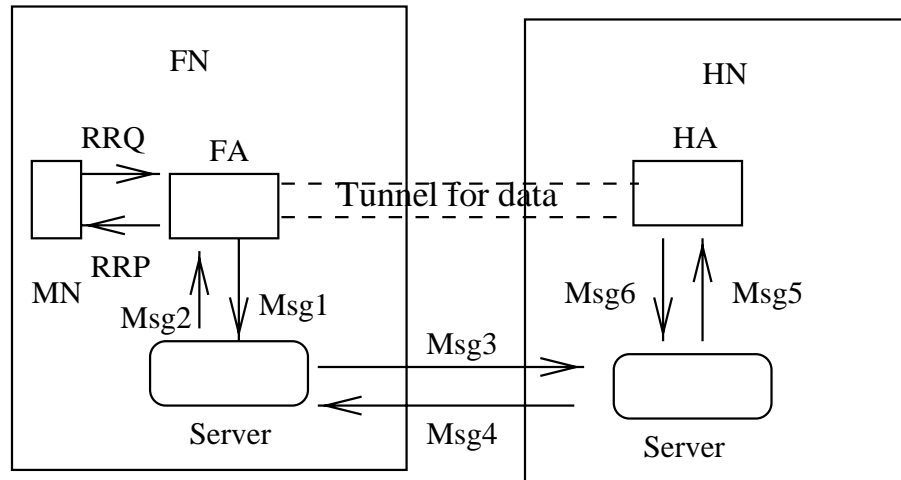 FN
HN
RRQ
FA
HA
Tunnel for data
RRP
MN
Msg2
Msg1
Msg6
Msg5
Msg3
Msg4
Server
Server